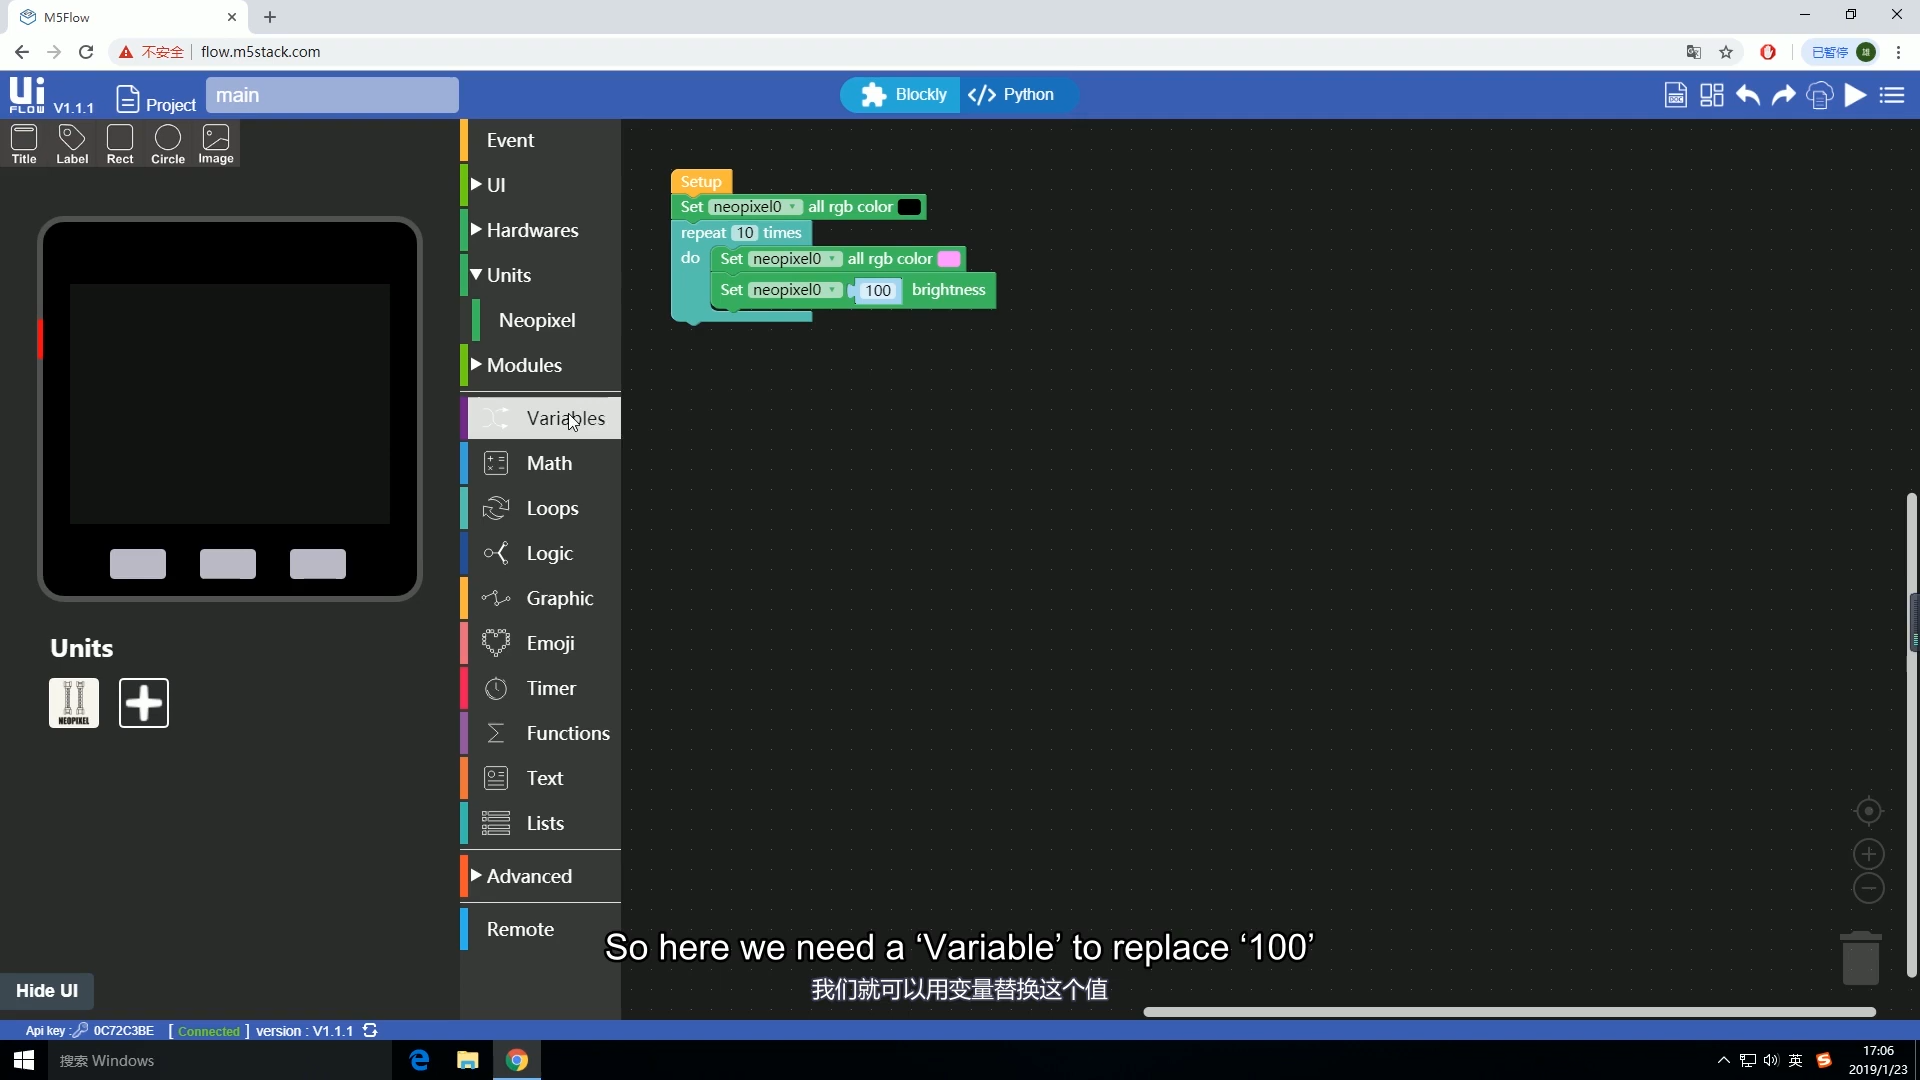 M5Flow
不安全
flow.m5stack.com
已暂停
雄
Ui
FLOW
V1.1.1
Project
main
Blockly
Python
DOC
Title
Label
Rect
Circle
Image
Units
NEOPIXEL
Hide UI
Event
UI
Hardwares
Units
Neopixel
Modules
Variables
Math
Loops
Logic
Graphic
Emoji
Timer
Functions
Text
Lists
Advanced
Remote
Setup
Set neopixel0 all rgb color
repeat 10 times
do Set neopixel0 all rgb color
Set neopixel0 100 brightness
So here we need a ‘Variable’ to replace ‘100’
我们就可以用变量替换这个值
Api key : 0C72C3BE [ Connected ] version : V1.1.1
搜索 Windows
英
17:06
2019/1/23